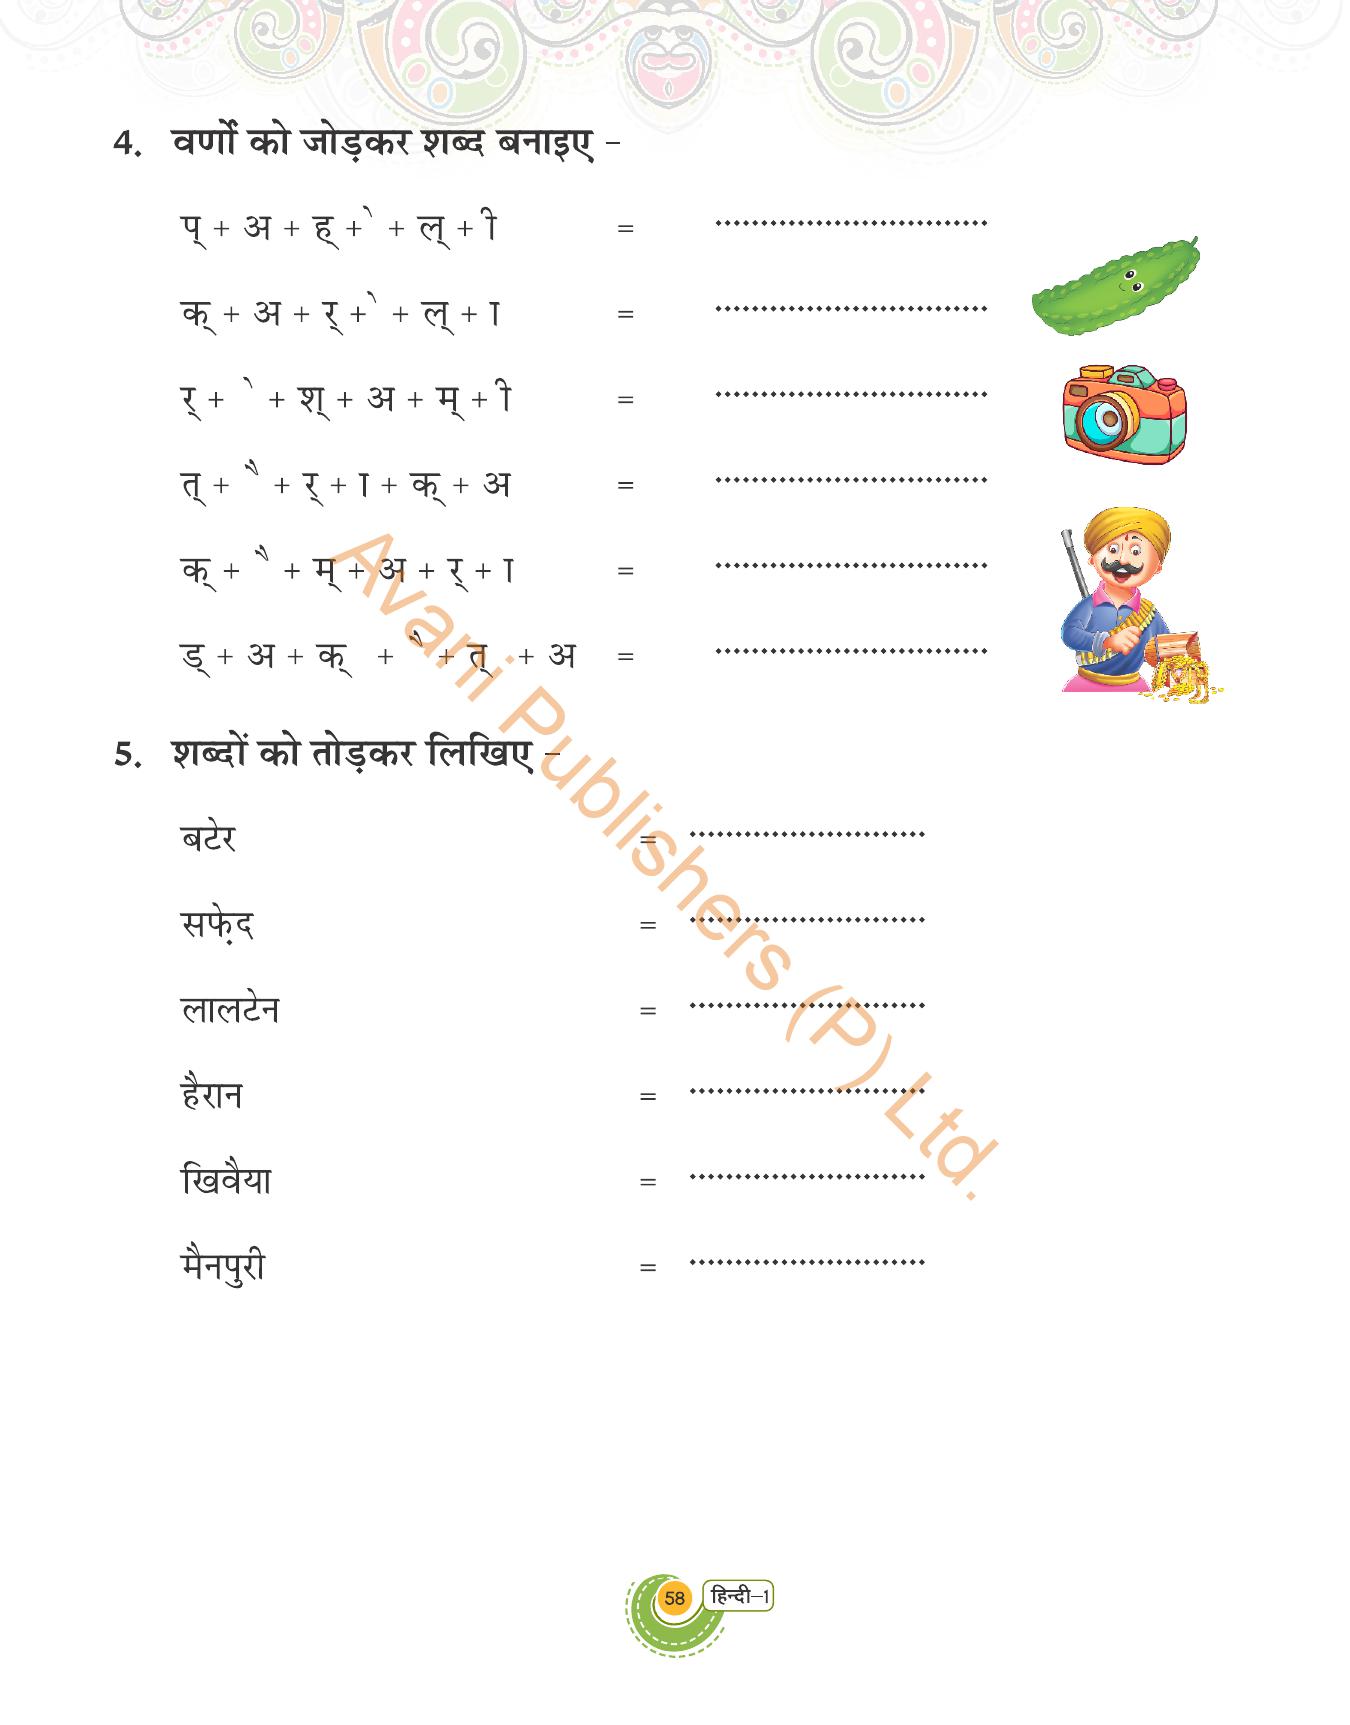 4. वर्णों को जोड़कर शब्द बनाइए –
प् + अ + ह् + े + ल् + ी =
क् + अ + र् + े + ल् + ा =
र् + े + श् + अ + म् + ी =
त् + ै + र् + ा + क् + अ =
क् + ै + म् + अ + र् + ा =
ड् + अ + क् + ै + त् + अ =
5. शब्दों को तोड़कर लिखिए –
बटेर =
सफ़ेद =
लालटेन =
हैरान =
खिवैया =
मैनपुरी =
Avani Publishers (P) Ltd.
58 हिन्दी–1